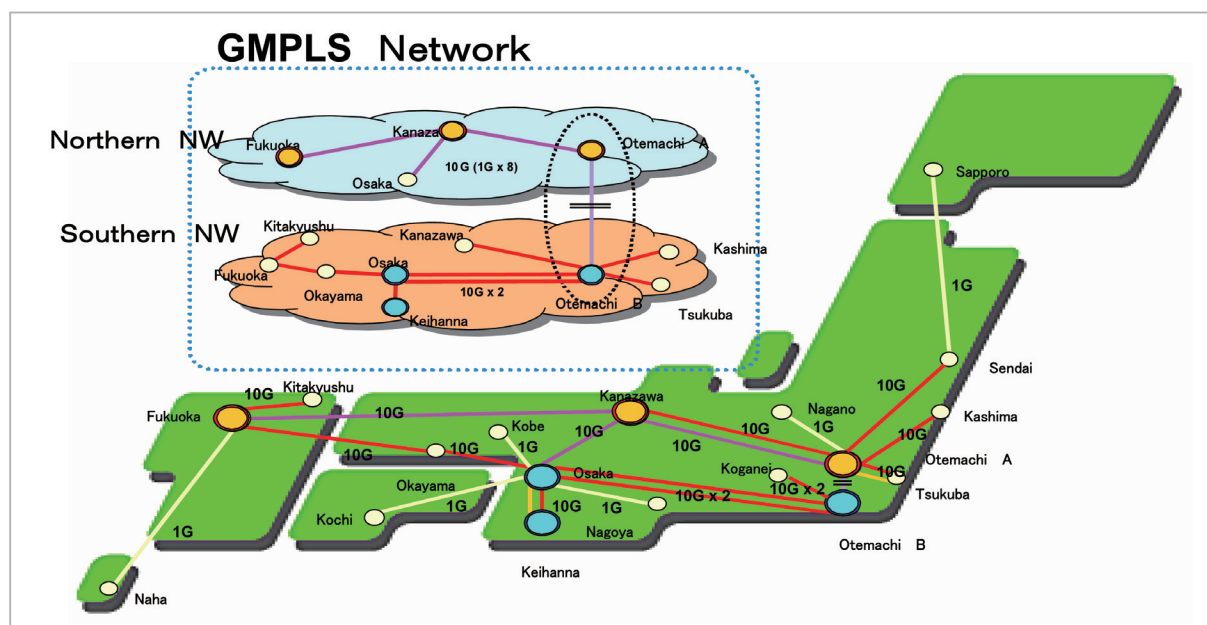 GMPLS Network
Northern NW
Fukuoka
Kanaza
Otemachi A
10G (1G x 8)
Osaka
Southern NW
Kitakyushu
Kanazawa
Kashima
Fukuoka
Osaka
Okayama
10G x 2
Otemachi B
Tsukuba
Keihanna
Sapporo
1G
Sendai
10G
Kitakyushu
10G
Fukuoka
10G
Kanazawa
Kobe
1G
Nagano
1G
Kashima
10G
10G
10G
10G
10G
10G
Okayama
Osaka
10G
Koganei
10G x 2
10G x 2
Otemachi A
Tsukuba
Kochi
1G
10G
1G
Nagoya
Otemachi B
1G
Keihanna
Naha